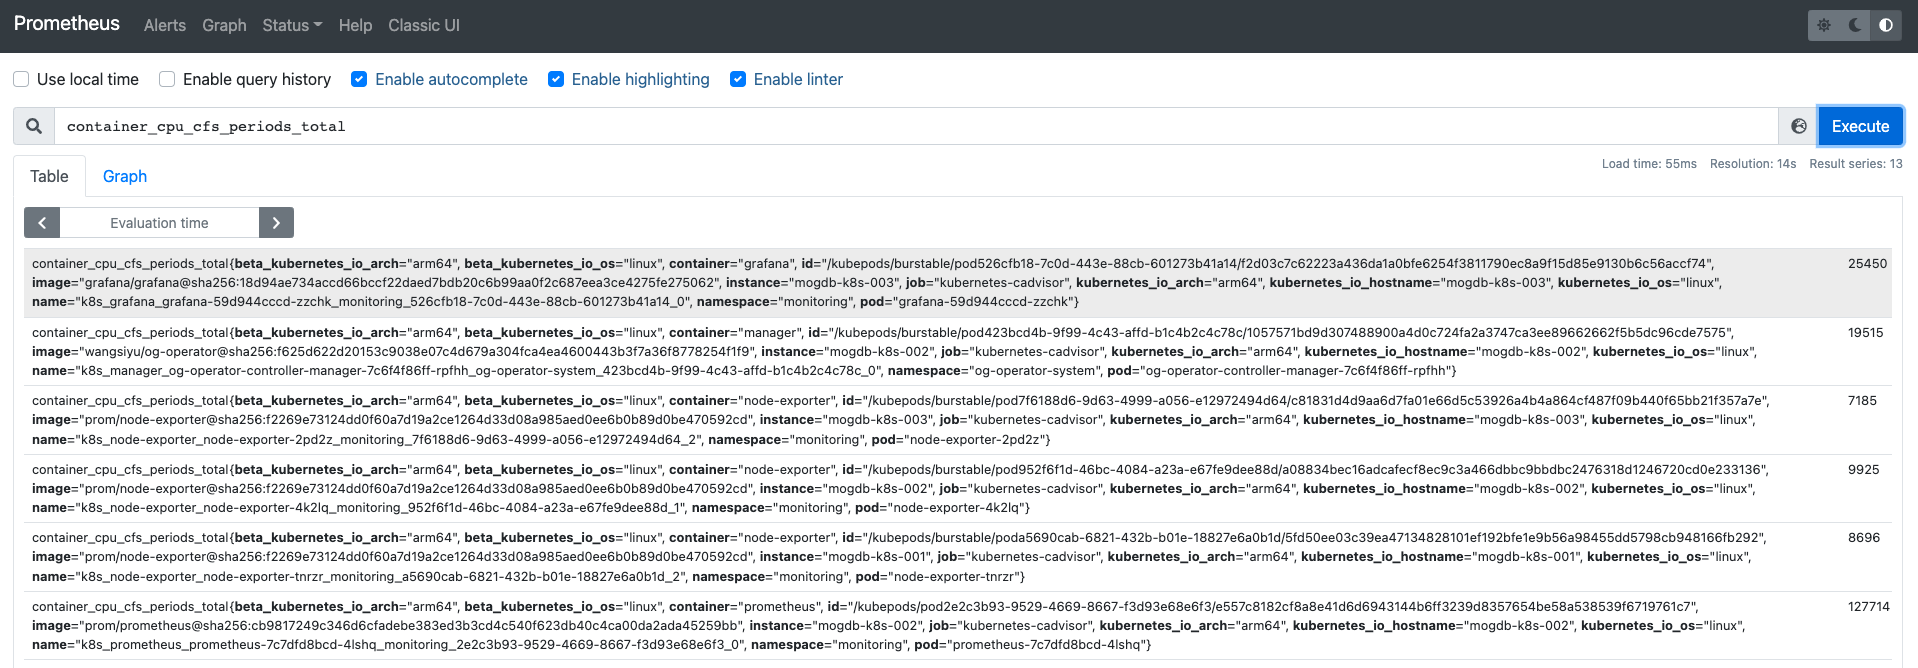 Prometheus Alerts Graph Status Help Classic UI
Use local time Enable query history Enable autocomplete Enable highlighting Enable linter
container_cpu_cfs_periods_total Execute
Load time: 55ms Resolution: 14s Result series: 13
Table Graph
Evaluation time
container_cpu_cfs_periods_total{beta_kubernetes_io_arch="arm64", beta_kubernetes_io_os="linux", container="grafana", id="/kubepods/burstable/pod526cfb18-7c0d-443e-88cb-601273b41a14/f2d03c7c62223a436da1a0bfe6254f3811790ec8a9f15d85e9130b6c56accf74", 25450
image="grafana/grafana@sha256:18d94ae734accd66bccf22daed7bdb20c6b99aa0f2c687eea3ce4275fe275062", instance="mogdb-k8s-003", job="kubernetes-cadvisor", kubernetes_io_arch="arm64", kubernetes_io_hostname="mogdb-k8s-003", kubernetes_io_os="linux",
name="k8s_grafana_grafana-59d944cccd-zzchk_monitoring_526cfb18-7c0d-443e-88cb-601273b41a14_0", namespace="monitoring", pod="grafana-59d944cccd-zzchk"}
container_cpu_cfs_periods_total{beta_kubernetes_io_arch="arm64", beta_kubernetes_io_os="linux", container="manager", id="/kubepods/burstable/pod423bcd4b-9f99-4c43-affd-b1c4b2c4c78c/1057571bd9d307488900a4d0c724fa2a3747ca3ee89662662f5b5dc96cde7575", 19515
image="wangsiyu/og-operator@sha256:f625d622d20153c9038e07c4d679a304fca4ea4600443b3f7a36f8778254f1f9", instance="mogdb-k8s-002", job="kubernetes-cadvisor", kubernetes_io_arch="arm64", kubernetes_io_hostname="mogdb-k8s-002", kubernetes_io_os="linux",
name="k8s_manager_og-operator-controller-manager-7c6f4f86ff-rpfhh_og-operator-system_423bcd4b-9f99-4c43-affd-b1c4b2c4c78c_0", namespace="og-operator-system", pod="og-operator-controller-manager-7c6f4f86ff-rpfhh"}
container_cpu_cfs_periods_total{beta_kubernetes_io_arch="arm64", beta_kubernetes_io_os="linux", container="node-exporter", id="/kubepods/burstable/pod7f6188d6-9d63-4999-a056-e12972494d64/c81831d4d9aa6d7fa01e66d5c53926a4b4a864cf487f09b440f65bb21f357a7e", 7185
image="prom/node-exporter@sha256:f2269e73124dd0f60a7d19a2ce1264d33d08a985aed0ee6b0b89d0be470592cd", instance="mogdb-k8s-003", job="kubernetes-cadvisor", kubernetes_io_arch="arm64", kubernetes_io_hostname="mogdb-k8s-003", kubernetes_io_os="linux",
name="k8s_node-exporter_node-exporter-2pd2z_monitoring_7f6188d6-9d63-4999-a056-e12972494d64_2", namespace="monitoring", pod="node-exporter-2pd2z"}
container_cpu_cfs_periods_total{beta_kubernetes_io_arch="arm64", beta_kubernetes_io_os="linux", container="node-exporter", id="/kubepods/burstable/pod952f6f1d-46bc-4084-a23a-e67fe9dee88d/a08834bec16adcafecf8ec9c3a466dbbc9bbdbc2476318d1246720cd0e233136", 9925
image="prom/node-exporter@sha256:f2269e73124dd0f60a7d19a2ce1264d33d08a985aed0ee6b0b89d0be470592cd", instance="mogdb-k8s-002", job="kubernetes-cadvisor", kubernetes_io_arch="arm64", kubernetes_io_hostname="mogdb-k8s-002", kubernetes_io_os="linux",
name="k8s_node-exporter_node-exporter-4k2lq_monitoring_952f6f1d-46bc-4084-a23a-e67fe9dee88d_1", namespace="monitoring", pod="node-exporter-4k2lq"}
container_cpu_cfs_periods_total{beta_kubernetes_io_arch="arm64", beta_kubernetes_io_os="linux", container="node-exporter", id="/kubepods/burstable/poda5690cab-6821-432b-b01e-18827e6a0b1d/5fd50ee03c39ea47134828101ef192bfe1e9b56a98455dd5798cb948166fb292", 8696
image="prom/node-exporter@sha256:f2269e73124dd0f60a7d19a2ce1264d33d08a985aed0ee6b0b89d0be470592cd", instance="mogdb-k8s-001", job="kubernetes-cadvisor", kubernetes_io_arch="arm64", kubernetes_io_hostname="mogdb-k8s-001", kubernetes_io_os="linux",
name="k8s_node-exporter_node-exporter-tnrzr_monitoring_a5690cab-6821-432b-b01e-18827e6a0b1d_2", namespace="monitoring", pod="node-exporter-tnrzr"}
container_cpu_cfs_periods_total{beta_kubernetes_io_arch="arm64", beta_kubernetes_io_os="linux", container="prometheus", id="/kubepods/pod2e2c3b93-9529-4669-8667-f3d93e68e6f3/e557c8182cf8a8e41d6d6943144b6ff3239d8357654be58a538539f6719761c7", 127714
image="prom/prometheus@sha256:cb9817249c346d6cfadebe383ed3b3cd4c540f623db40c4ca00da2ada45259bb", instance="mogdb-k8s-002", job="kubernetes-cadvisor", kubernetes_io_arch="arm64", kubernetes_io_hostname="mogdb-k8s-002", kubernetes_io_os="linux",
name="k8s_prometheus_prometheus-7c7dfd8bcd-4lshq_monitoring_2e2c3b93-9529-4669-8667-f3d93e68e6f3_0", namespace="monitoring", pod="prometheus-7c7dfd8bcd-4lshq"}